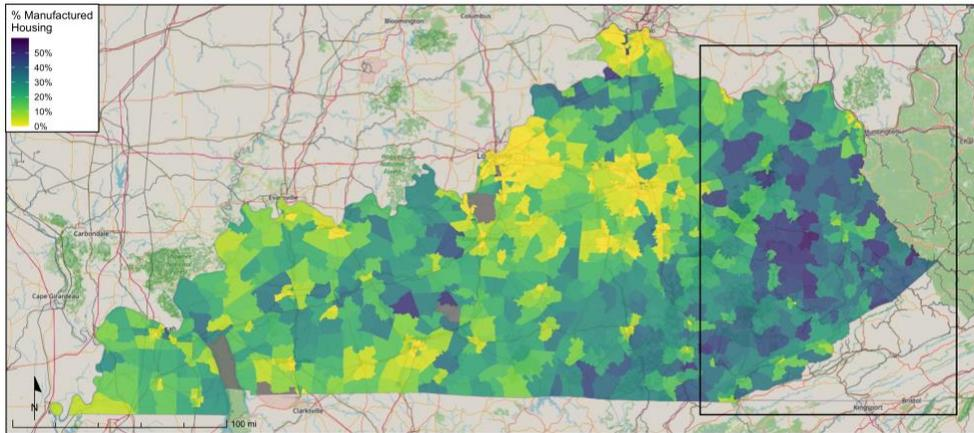 % Manufactured
Housing
50%
40%
30%
20%
10%
0%
Bloomington
Columbus
Huntington
Evansville
Carbondale
Cape Girardeau
N
100 mi
Clarksville
Kingsport
Bristol